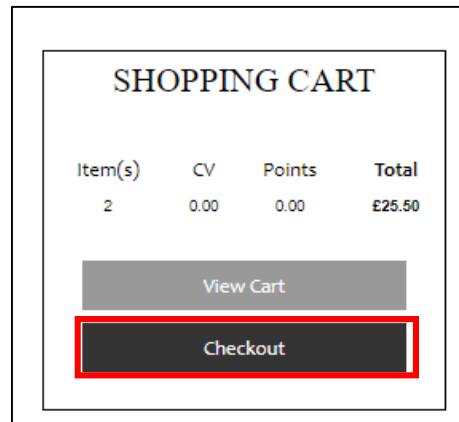 SHOPPING CART
Item(s) CV Points Total
2 0.00 0.00 £25.50
View Cart
Checkout